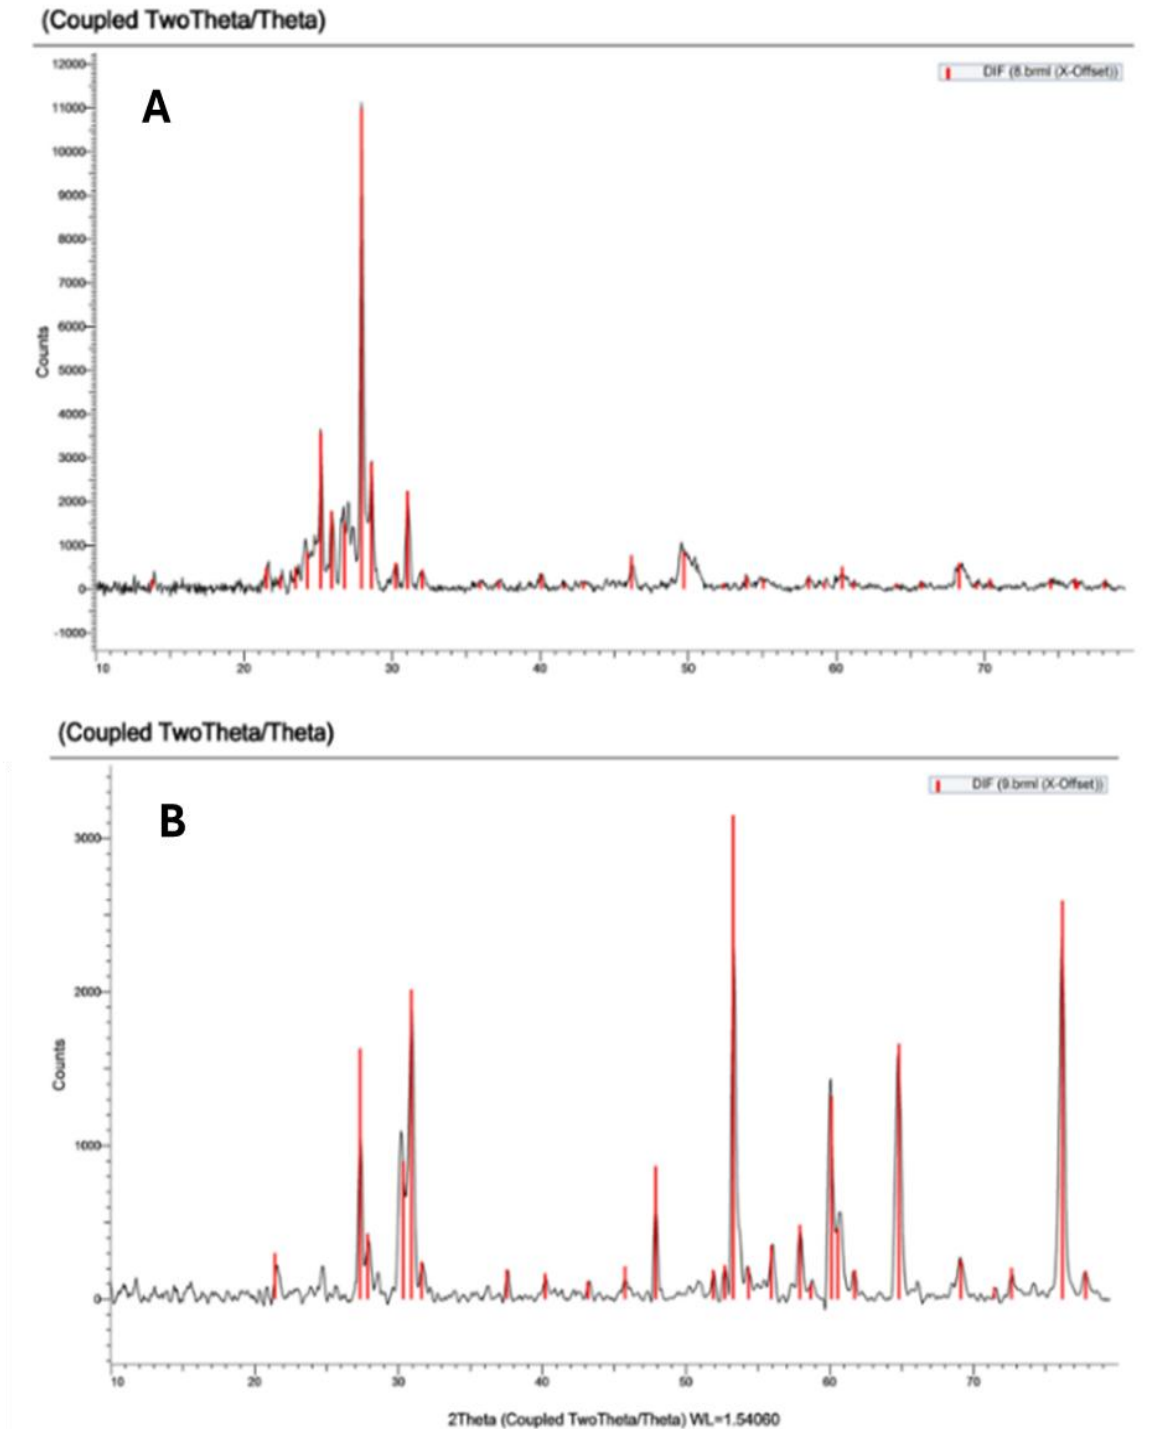 (Coupled TwoTheta/Theta)
DIF (8.brml (X-Offset))
A
12000
11000
10000
9000
8000
7000
6000
5000
4000
3000
2000
1000
0
-1000
Counts
10 20 30 40 50 60 70
(Coupled TwoTheta/Theta)
DIF (9.brml (X-Offset))
B
3000
2000
1000
0
Counts
10 20 30 40 50 60 70
2Theta (Coupled TwoTheta/Theta) WL=1.54060